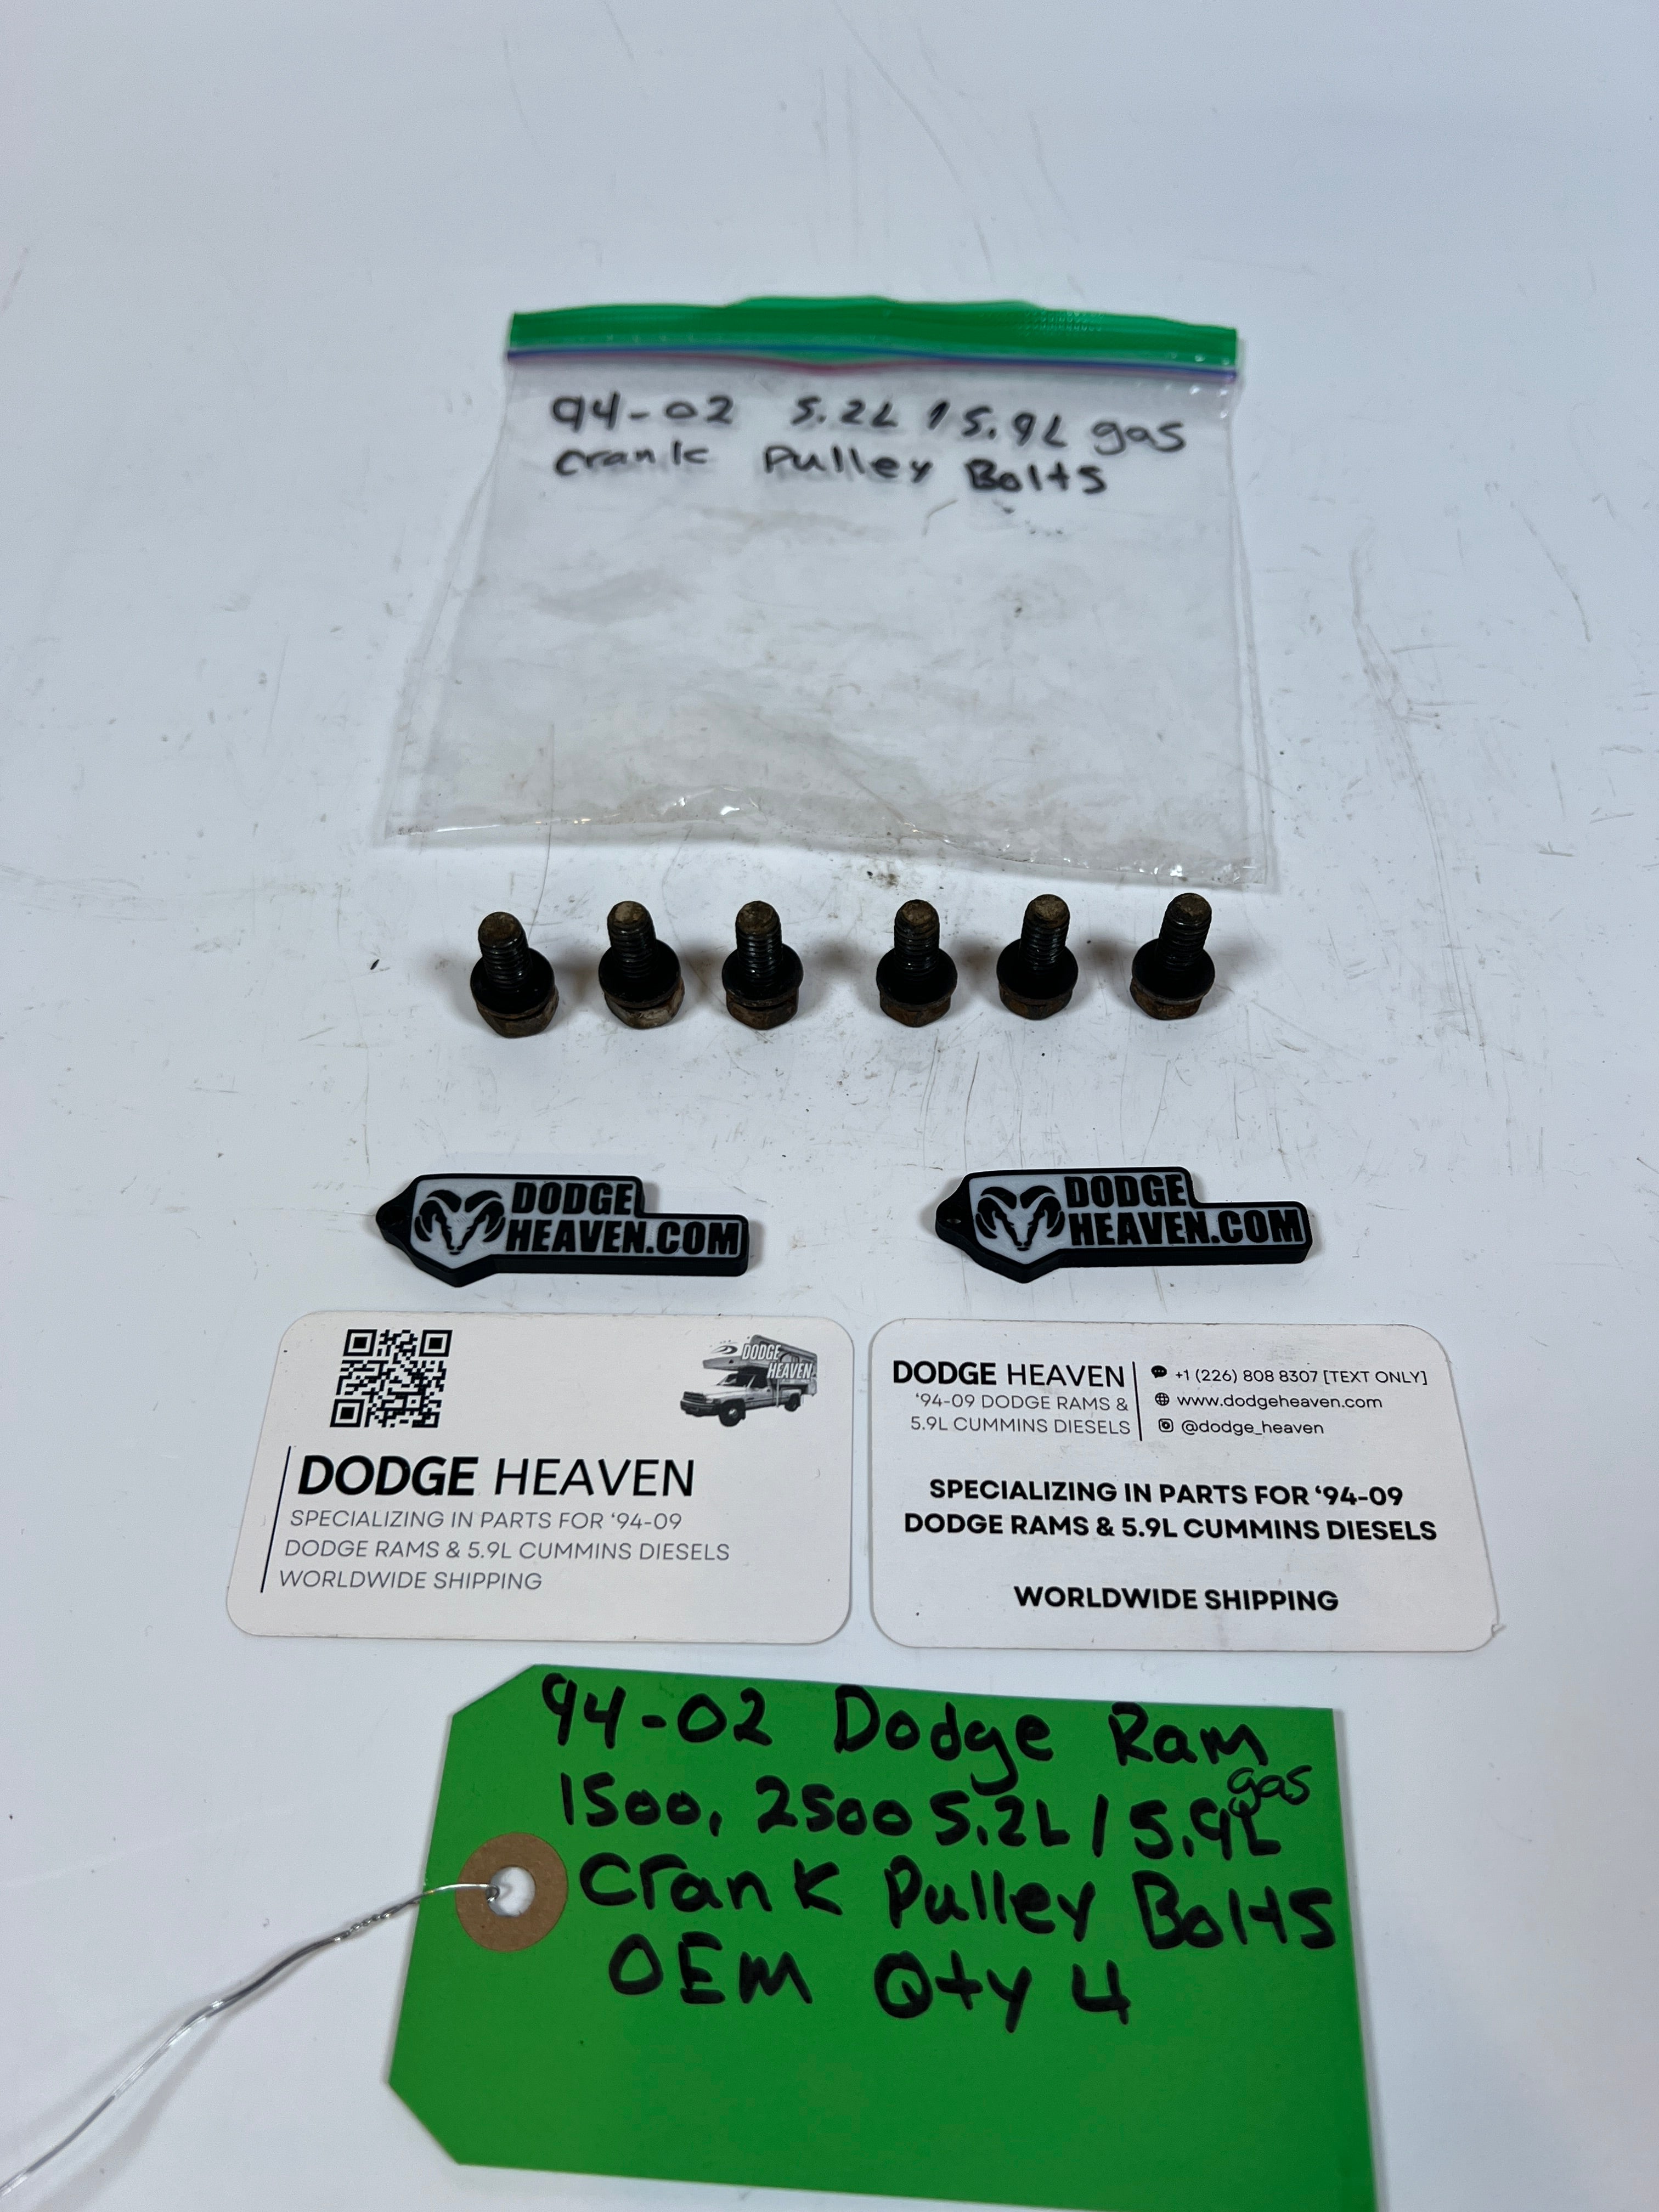 94-02 5.2L / 5.9L gas
crank Pulley Bolts
DODGE
HEAVEN.COM
DODGE
HEAVEN.COM
DODGE
HEAVEN
DODGE HEAVEN
SPECIALIZING IN PARTS FOR ‘94-09
DODGE RAMS & 5.9L CUMMINS DIESELS
WORLDWIDE SHIPPING
DODGE HEAVEN
‘94-09 DODGE RAMS &
5.9L CUMMINS DIESELS
+1 (226) 808 8307 [TEXT ONLY]
www.dodgeheaven.com
@dodge_heaven
SPECIALIZING IN PARTS FOR ‘94-09
DODGE RAMS & 5.9L CUMMINS DIESELS
WORLDWIDE SHIPPING
94-02 Dodge Ram
gas
1500, 2500 5.2L / 5.9L
Crank Pulley Bolts
OEM Qty 4